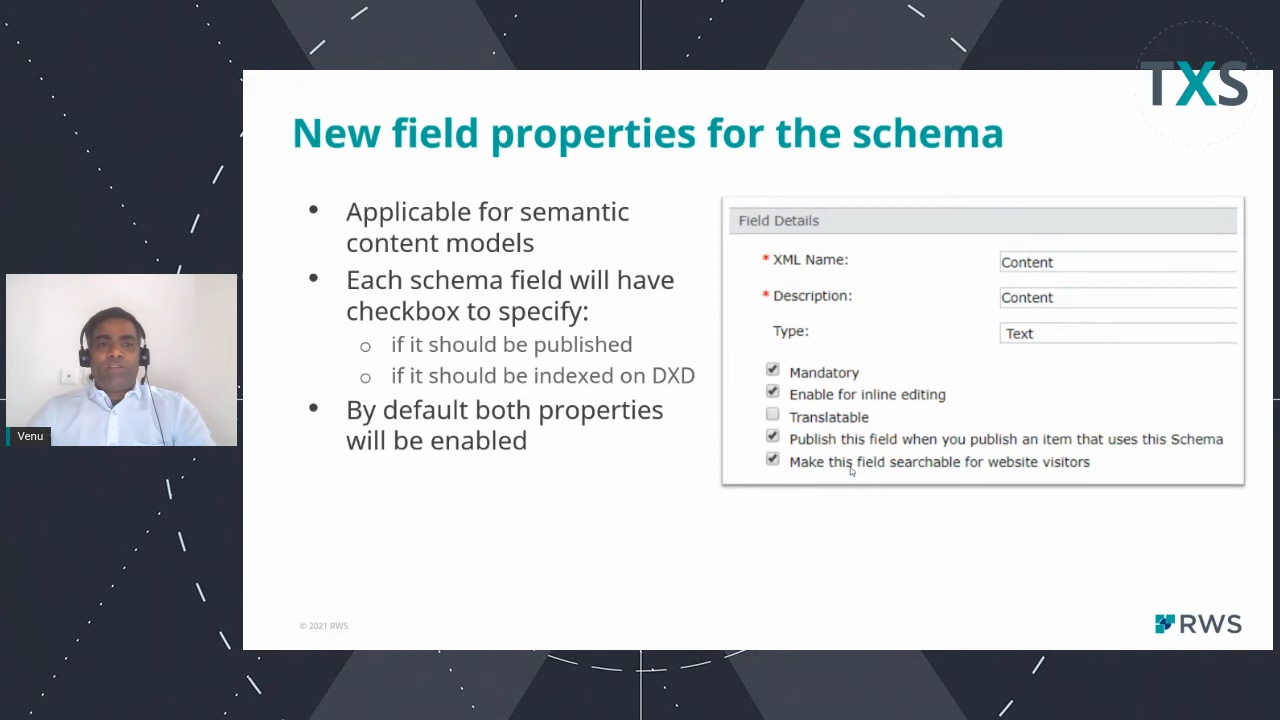 TXS
New field properties for the schema
• Applicable for semantic
content models
• Each schema field will have
checkbox to specify:
o if it should be published
o if it should be indexed on DXD
• By default both properties
will be enabled
Field Details
* XML Name: Content
* Description: Content
Type: Text
Mandatory
Enable for inline editing
Translatable
Publish this field when you publish an item that uses this Schema
Make this field searchable for website visitors
Venu
© 2021 RWS
RWS